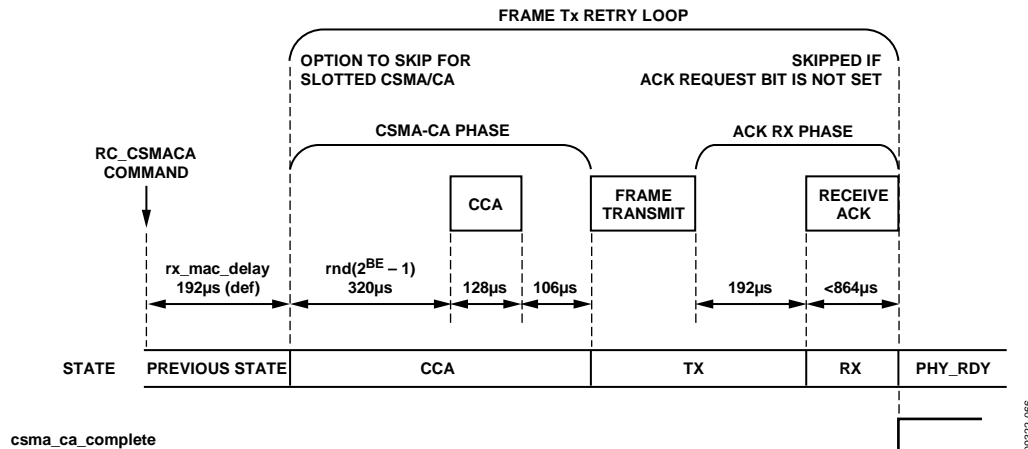 FRAME Tx RETRY LOOP
OPTION TO SKIP FOR
SLOTTED CSMA/CA
SKIPPED IF
ACK REQUEST BIT IS NOT SET
CSMA-CA PHASE
ACK RX PHASE
RC_CSMACA
COMMAND
CCA
FRAME
TRANSMIT
RECEIVE
ACK
rx_mac_delay
192µs (def)
rnd(2^BE – 1)
320µs
128µs
106µs
192µs
<864µs
STATE
PREVIOUS STATE
CCA
TX
RX
PHY_RDY
csma_ca_complete